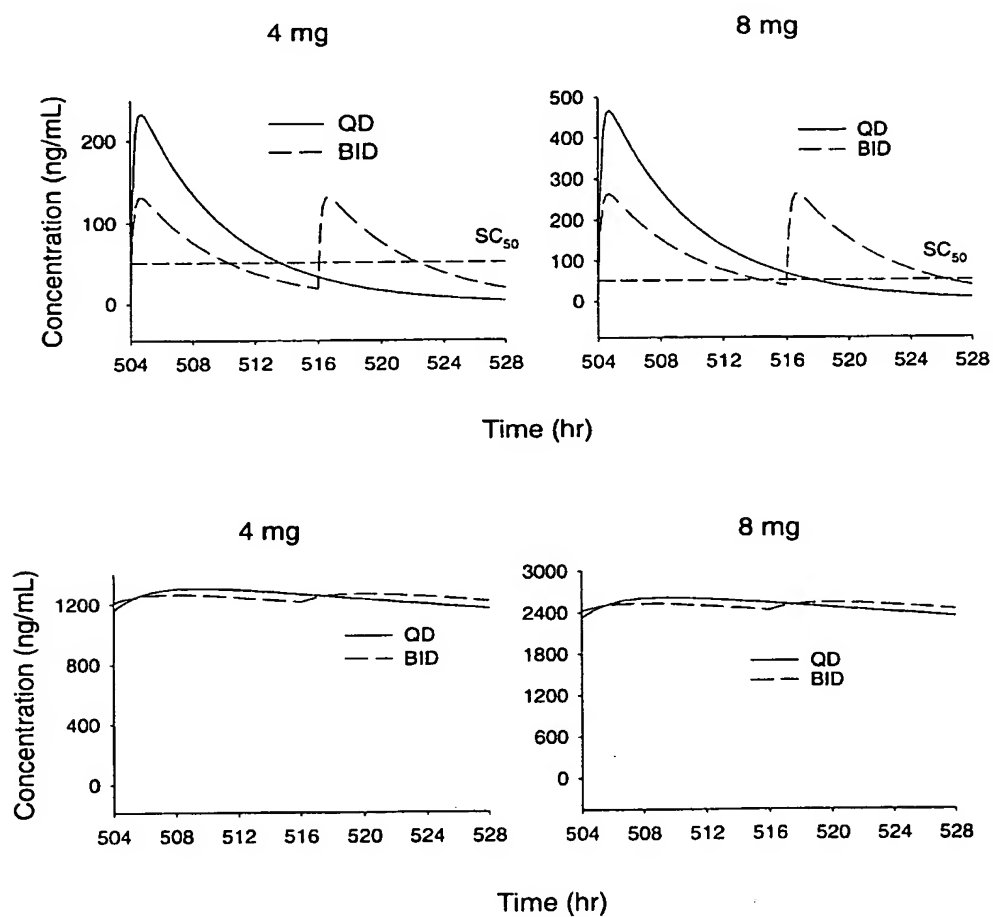 4 mg
8 mg
Concentration (ng/mL)
200
100
0
QD
BID
SC50
504 508 512 516 520 524 528
500
400
300
200
100
0
QD
BID
SC50
504 508 512 516 520 524 528
Time (hr)
4 mg
8 mg
Concentration (ng/mL)
1200
800
400
0
QD
BID
504 508 512 516 520 524 528
3000
2400
1800
1200
600
0
QD
BID
504 508 512 516 520 524 528
Time (hr)